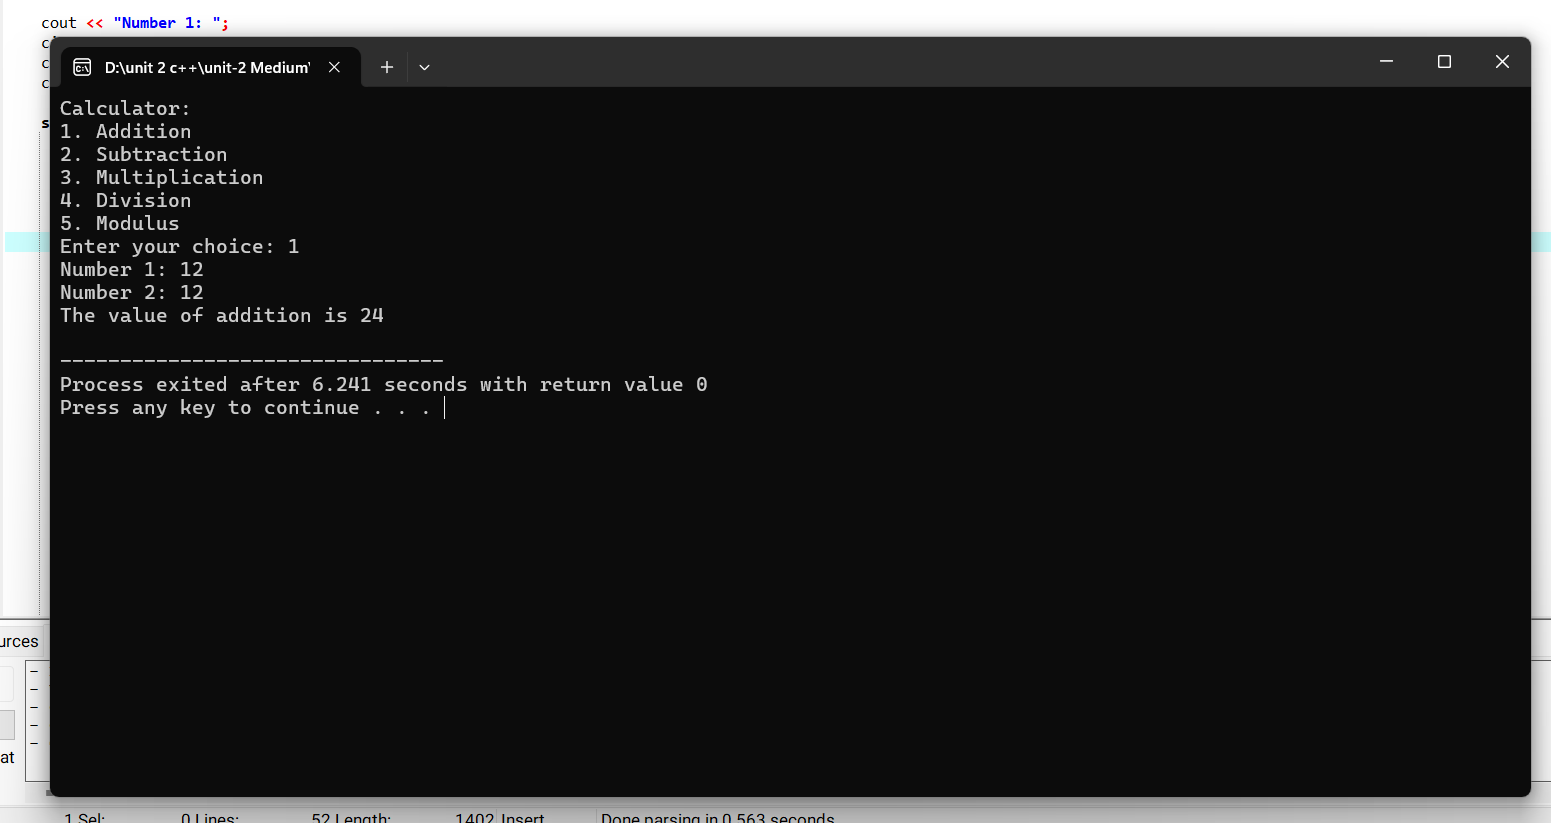 cout << "Number 1: ";
D:\unit 2 c++\unit-2 Medium\
Calculator:
1. Addition
2. Subtraction
3. Multiplication
4. Division
5. Modulus
Enter your choice: 1
Number 1: 12
Number 2: 12
The value of addition is 24
--------------------------------
Process exited after 6.241 seconds with return value 0
Press any key to continue . . .
urces
at
1 Sel: 0 Lines: 52 Length: 1402 Insert Done parsing in 0.563 seconds